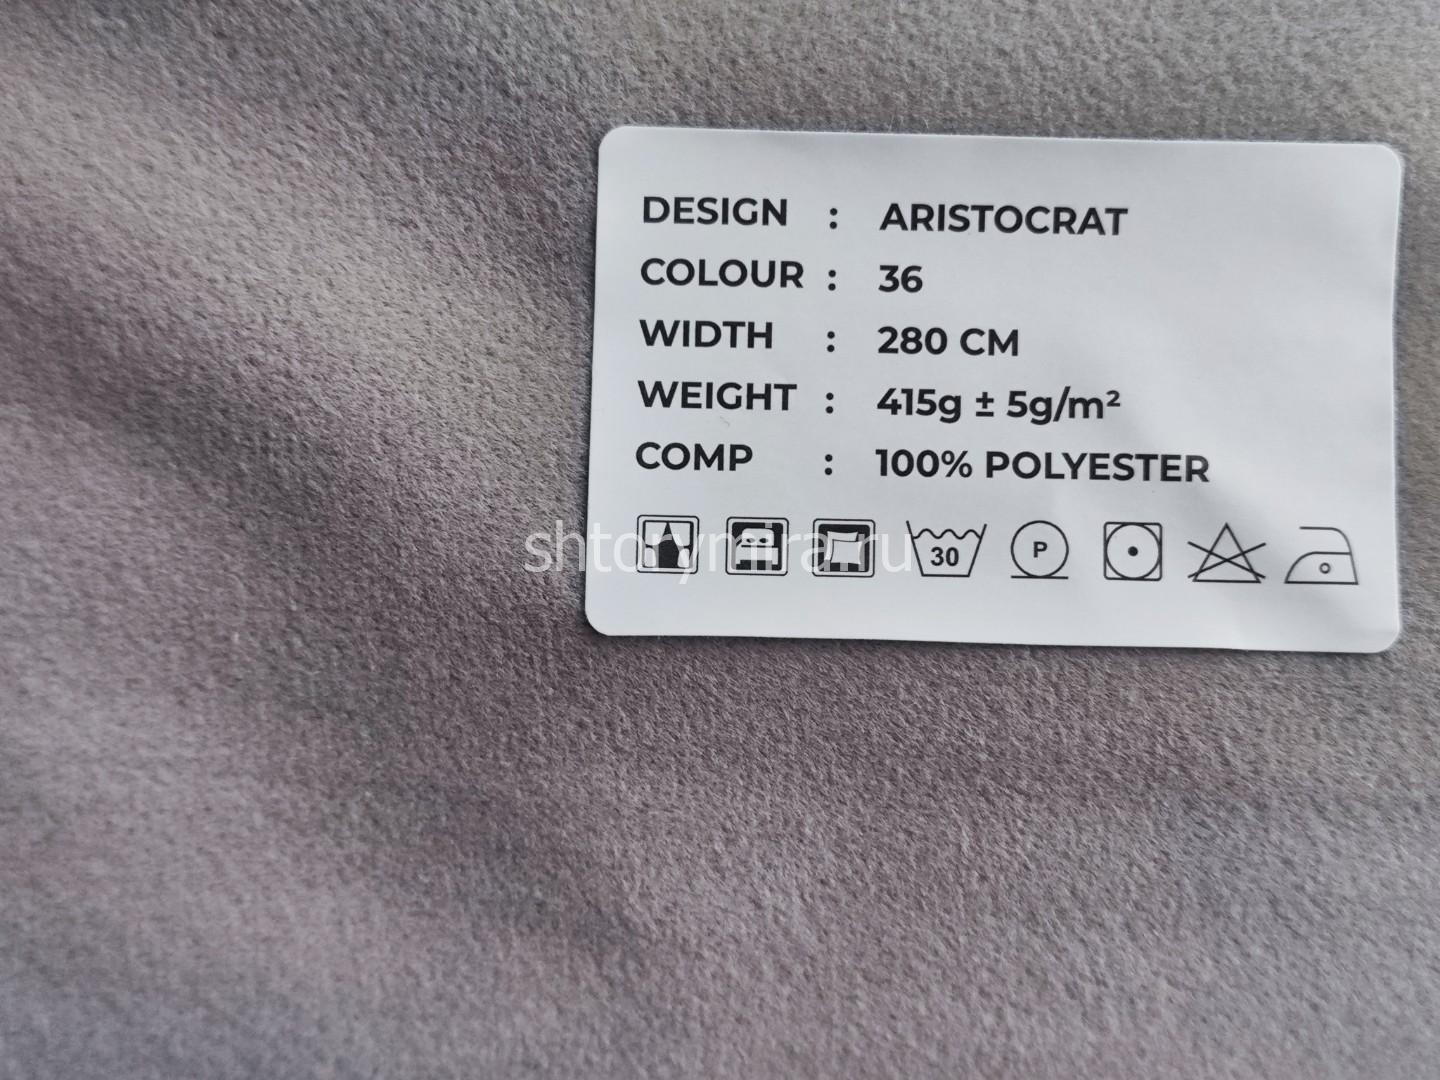 DESIGN : ARISTOCRAT
COLOUR : 36
WIDTH : 280 CM
WEIGHT : 415g ± 5g/m²
COMP : 100% POLYESTER
shtorymira.ru
30 P